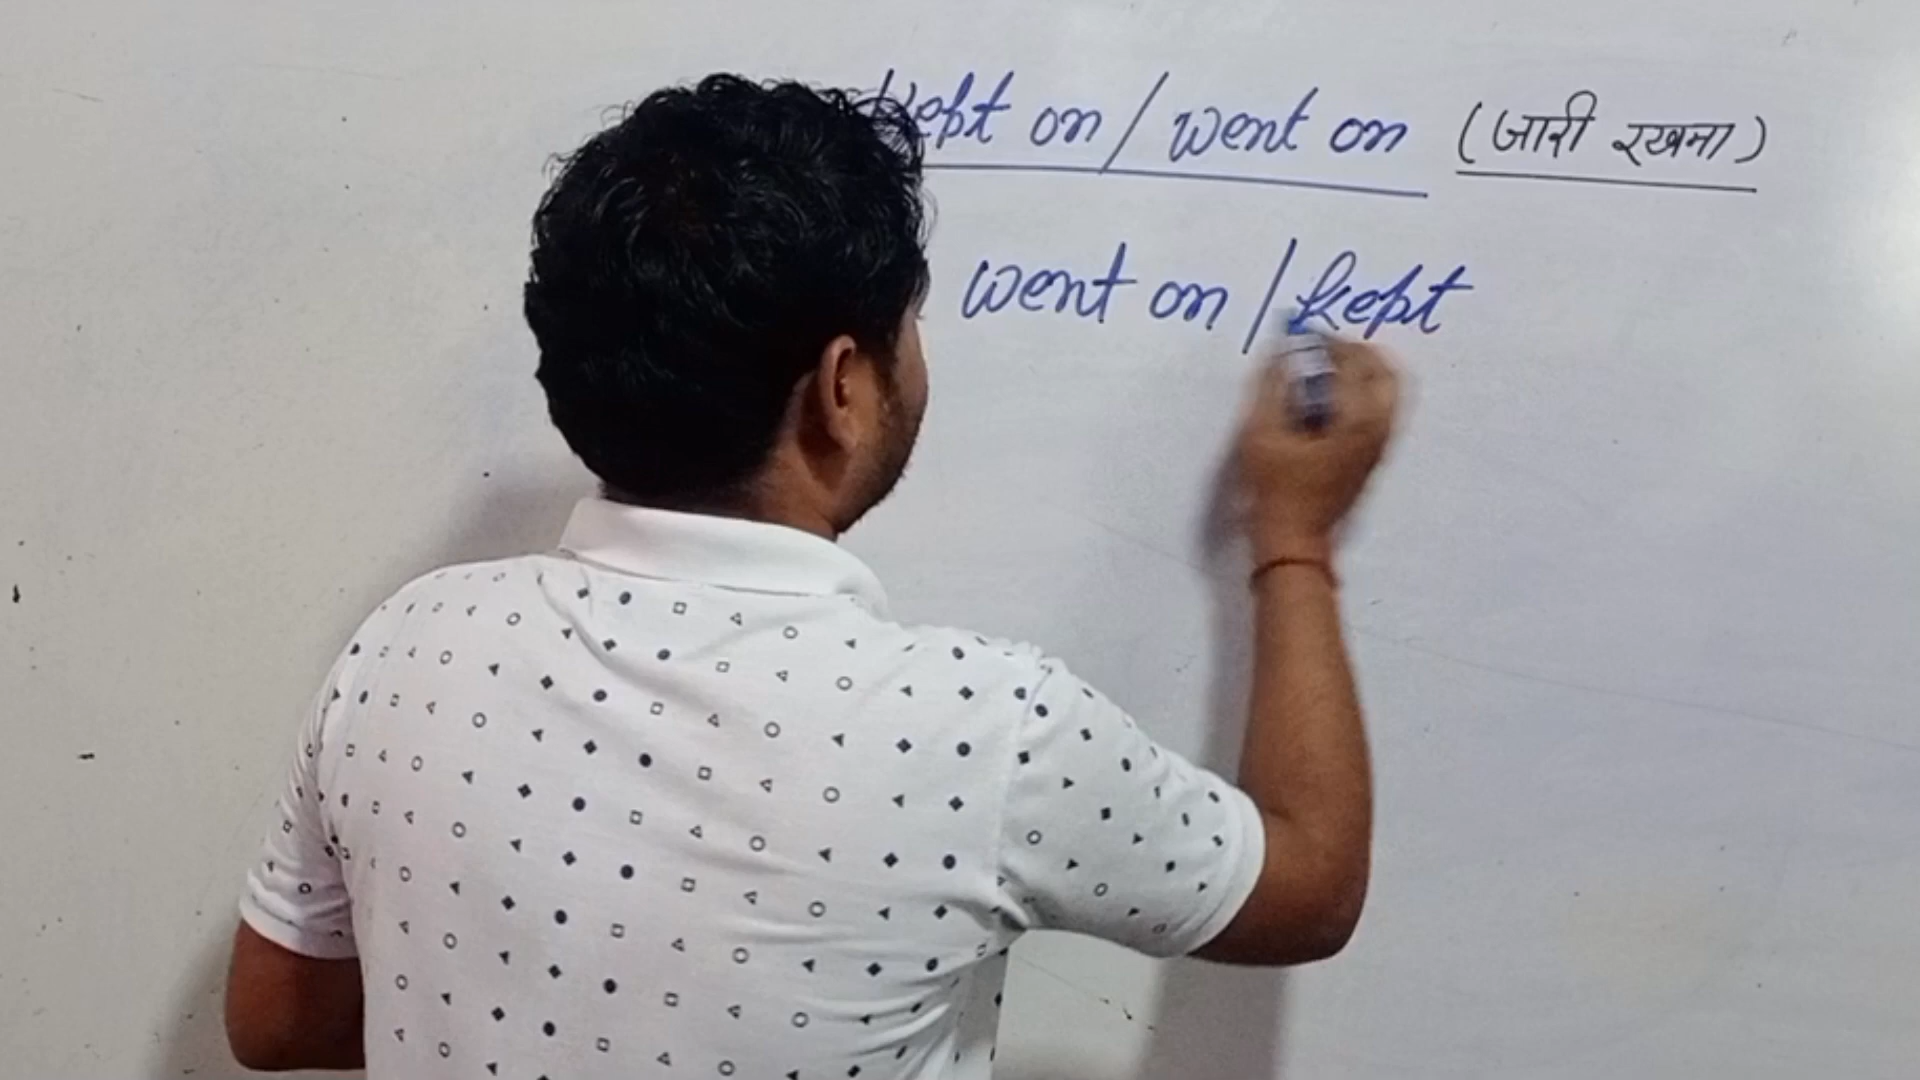 kept on / went on (जारी रखना)
went on / kept